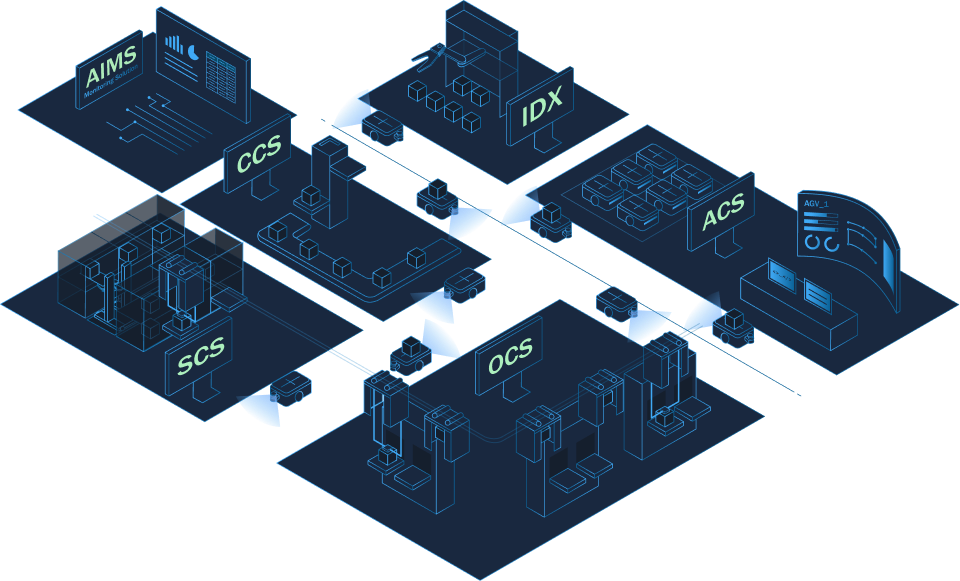 AIMS
Monitoring Solution
IDX
CCS
ACS
AGV_1
SCS
OCS